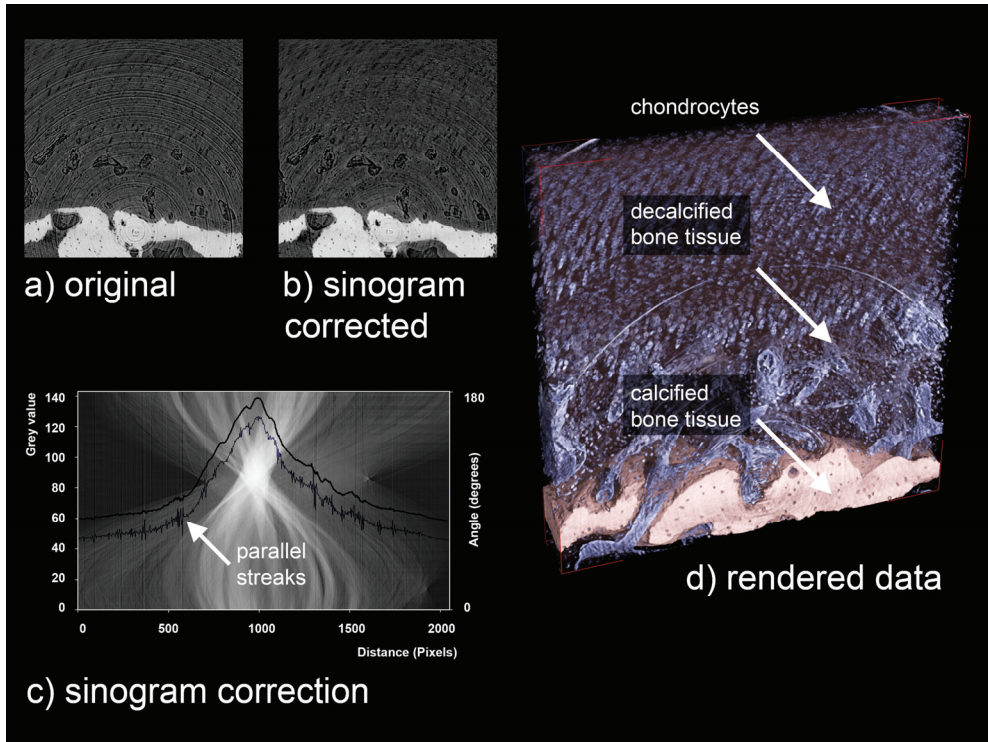 a) original
b) sinogram
corrected
Grey value
140
120
100
80
60
40
20
0
180
0
Angle (degrees)
parallel
streaks
0
500
1000
1500
2000
Distance (Pixels)
c) sinogram correction
chondrocytes
decalcified
bone tissue
calcified
bone tissue
d) rendered data